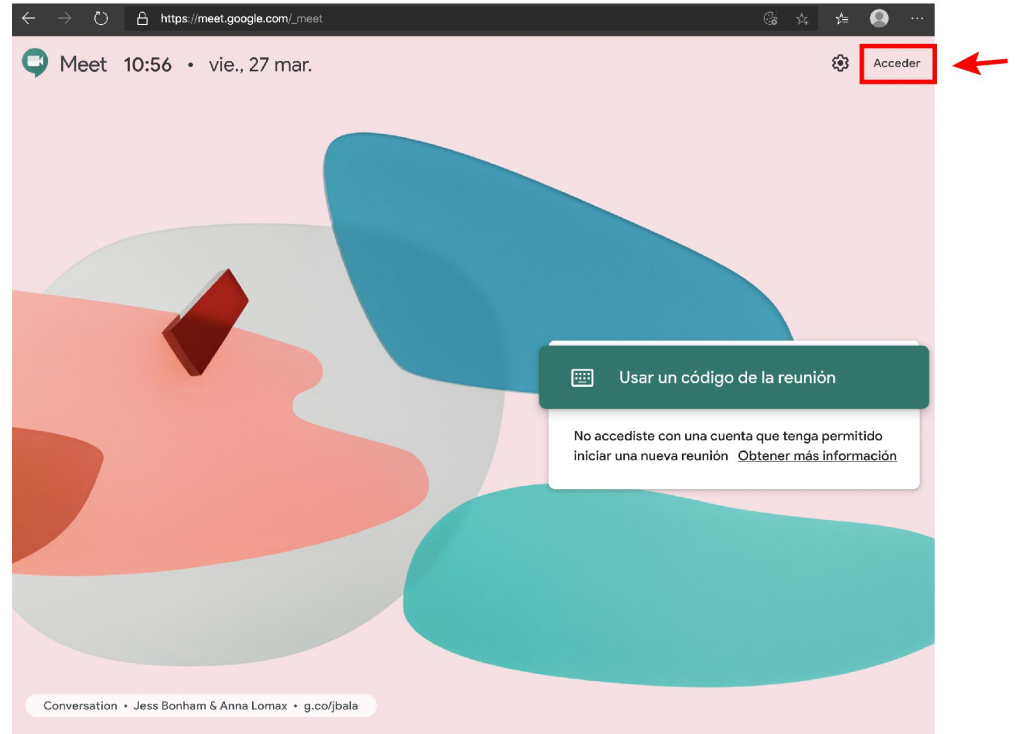 https://meet.google.com/_meet
Meet 10:56 • vie., 27 mar.
Acceder
Usar un código de la reunión
No accediste con una cuenta que tenga permitido
iniciar una nueva reunión Obtener más información
Conversation • Jess Bonham & Anna Lomax • g.co/jbala